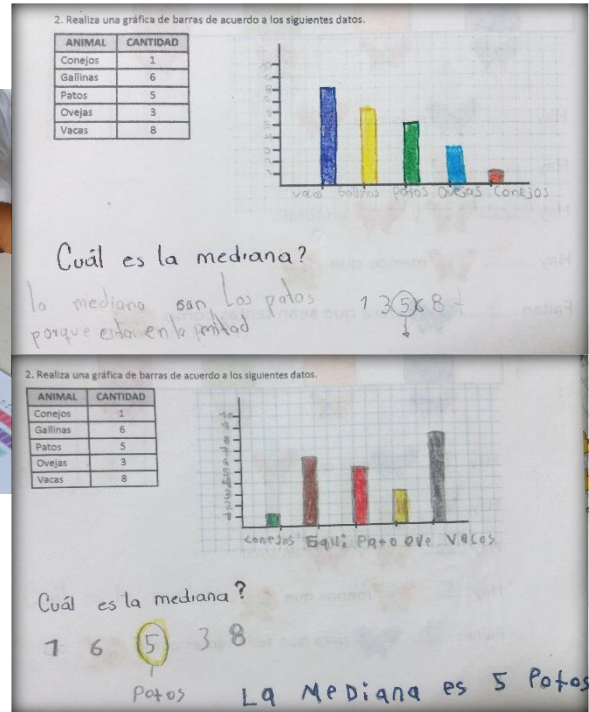 2. Realiza una gráfica de barras de acuerdo a los siguientes datos.
ANIMAL CANTIDAD
Conejos 1
Gallinas 6
Patos 5
Ovejas 3
Vacas 8
vacas Gallinas patos ovejas Conejos
Cuál es la mediana?
la mediana son Los patos
porque esta en la mitad
1 3 5 6 8
2. Realiza una gráfica de barras de acuerdo a los siguientes datos.
ANIMAL CANTIDAD
Conejos 1
Gallinas 6
Patos 5
Ovejas 3
Vacas 8
conejos Pato ove Vacas
Cuál es la mediana?
1 6 5 3 8
Patos
La Mediana es 5 Patos